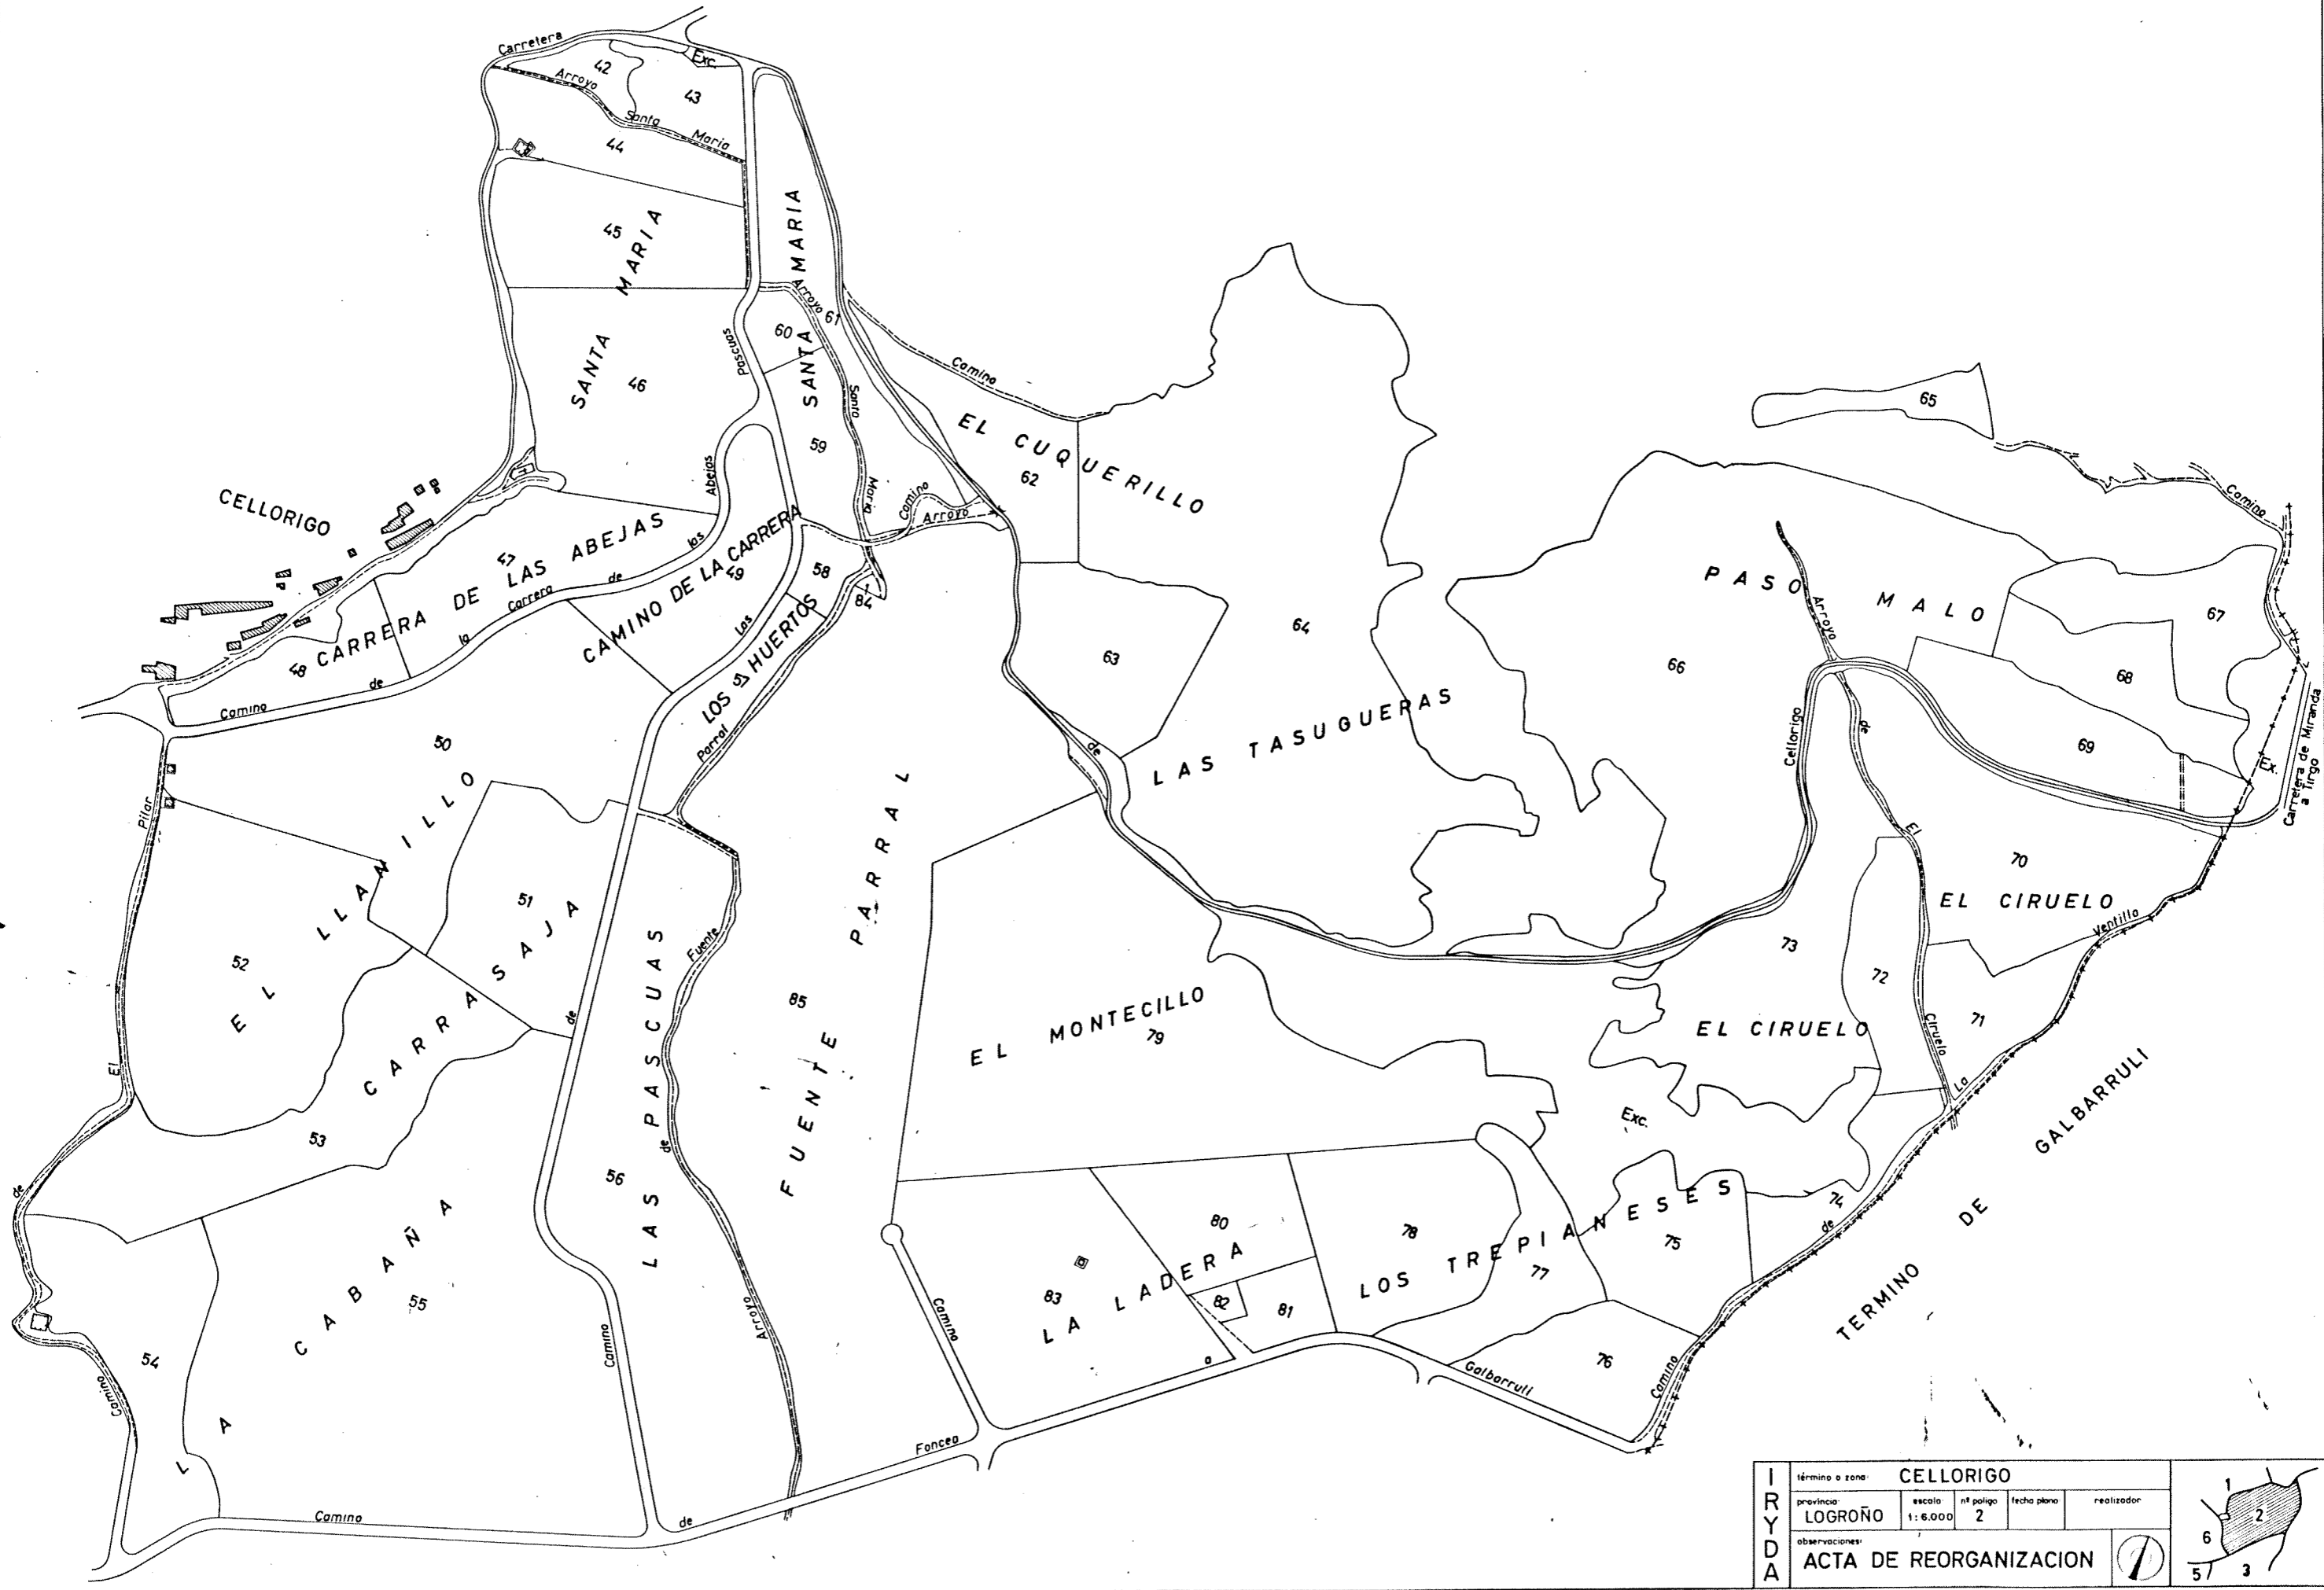 Carretera
Exc.
42
Arroyo
43
Santa
Maria
44
45
SANTA MARIA
46
SANTA MARIA
Arroyo
61
60
Pascuas
Santa
59
Maria
Camino
EL CUQUERILLO
62
Camino
Arroyo
65
Camino
CELLORIGO
Abejas
47
CARRERA DE LAS ABEJAS
las
de
Carrera
la
de
Camino
48
CAMINO DE LA CARRERA
49
58
84
LOS HUERTOS
57
Las
Parral
50
63
64
LAS TASUGUERAS
de
66
PASO MALO
Arroyo
67
68
69
Ex.
Carretera de Miranda
a Tirgo
Cellorigo
de
El
70
EL CIRUELO
Ventilla
Pilar
EL LLANILLO
51
52
CARRASAJA
53
El
de
de
LAS PASCUAS
Fuente
56
de
85
FUENTE PARRAL
EL MONTECILLO
79
73
72
71
EL CIRUELO
Ciruelo
La
Exc.
74
de
TERMINO DE GALBARRULI
LA CABAÑA
55
54
Camino
Camino
Arroyo
Camino
83
80
LA LADERA
82
81
78
LOS TREPIANESES
77
75
76
Camino
a
Galbarruli
Foncea
de
Camino
IRYDA
término o zona: CELLORIGO
provincia: LOGROÑO
escala: 1:6.000
nº poligo 2
fecha plano
realizador
observaciones:
ACTA DE REORGANIZACION
1
2
6
5
3